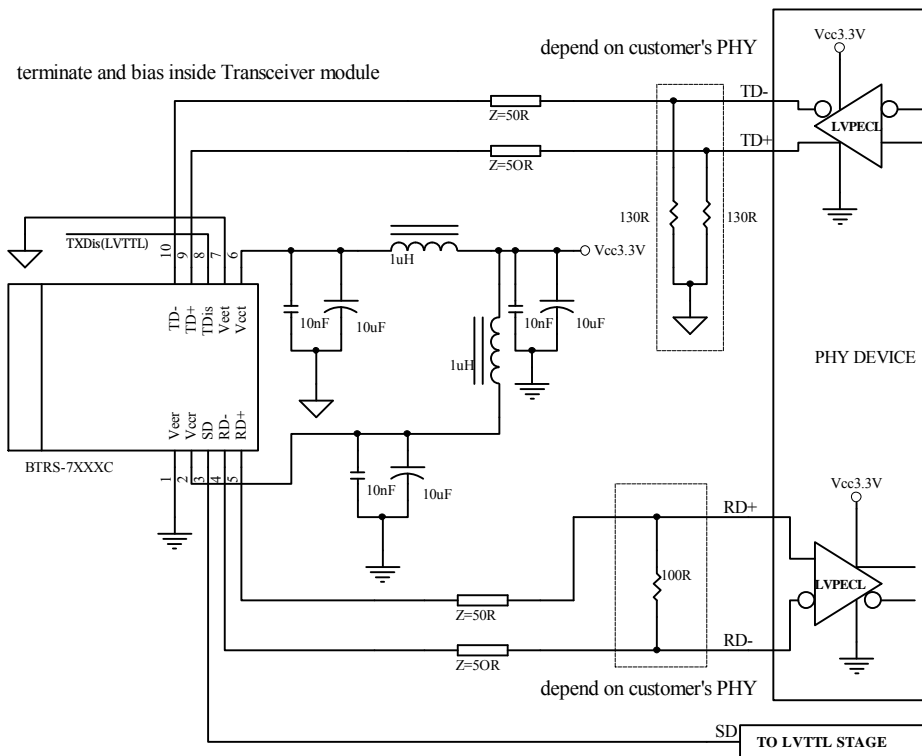 Vcc3.3V
depend on customer's PHY
terminate and bias inside Transceiver module
TD-
Z=50R
LVPECL
TD+
Z=5OR
130R
130R
TXDis(LVTTL)
10
9
8
7
6
1uH
Vcc3.3V
TD-
TD+
TDis
Veet
Vcct
10nF
10uF
10nF
10uF
1uH
PHY DEVICE
Veer
Vccr
SD
RD-
RD+
BTRS-7XXXC
1
2
3
4
5
10nF
10uF
Vcc3.3V
RD+
100R
LVPECL
Z=50R
RD-
Z=5OR
depend on customer's PHY
SD
TO LVTTL STAGE